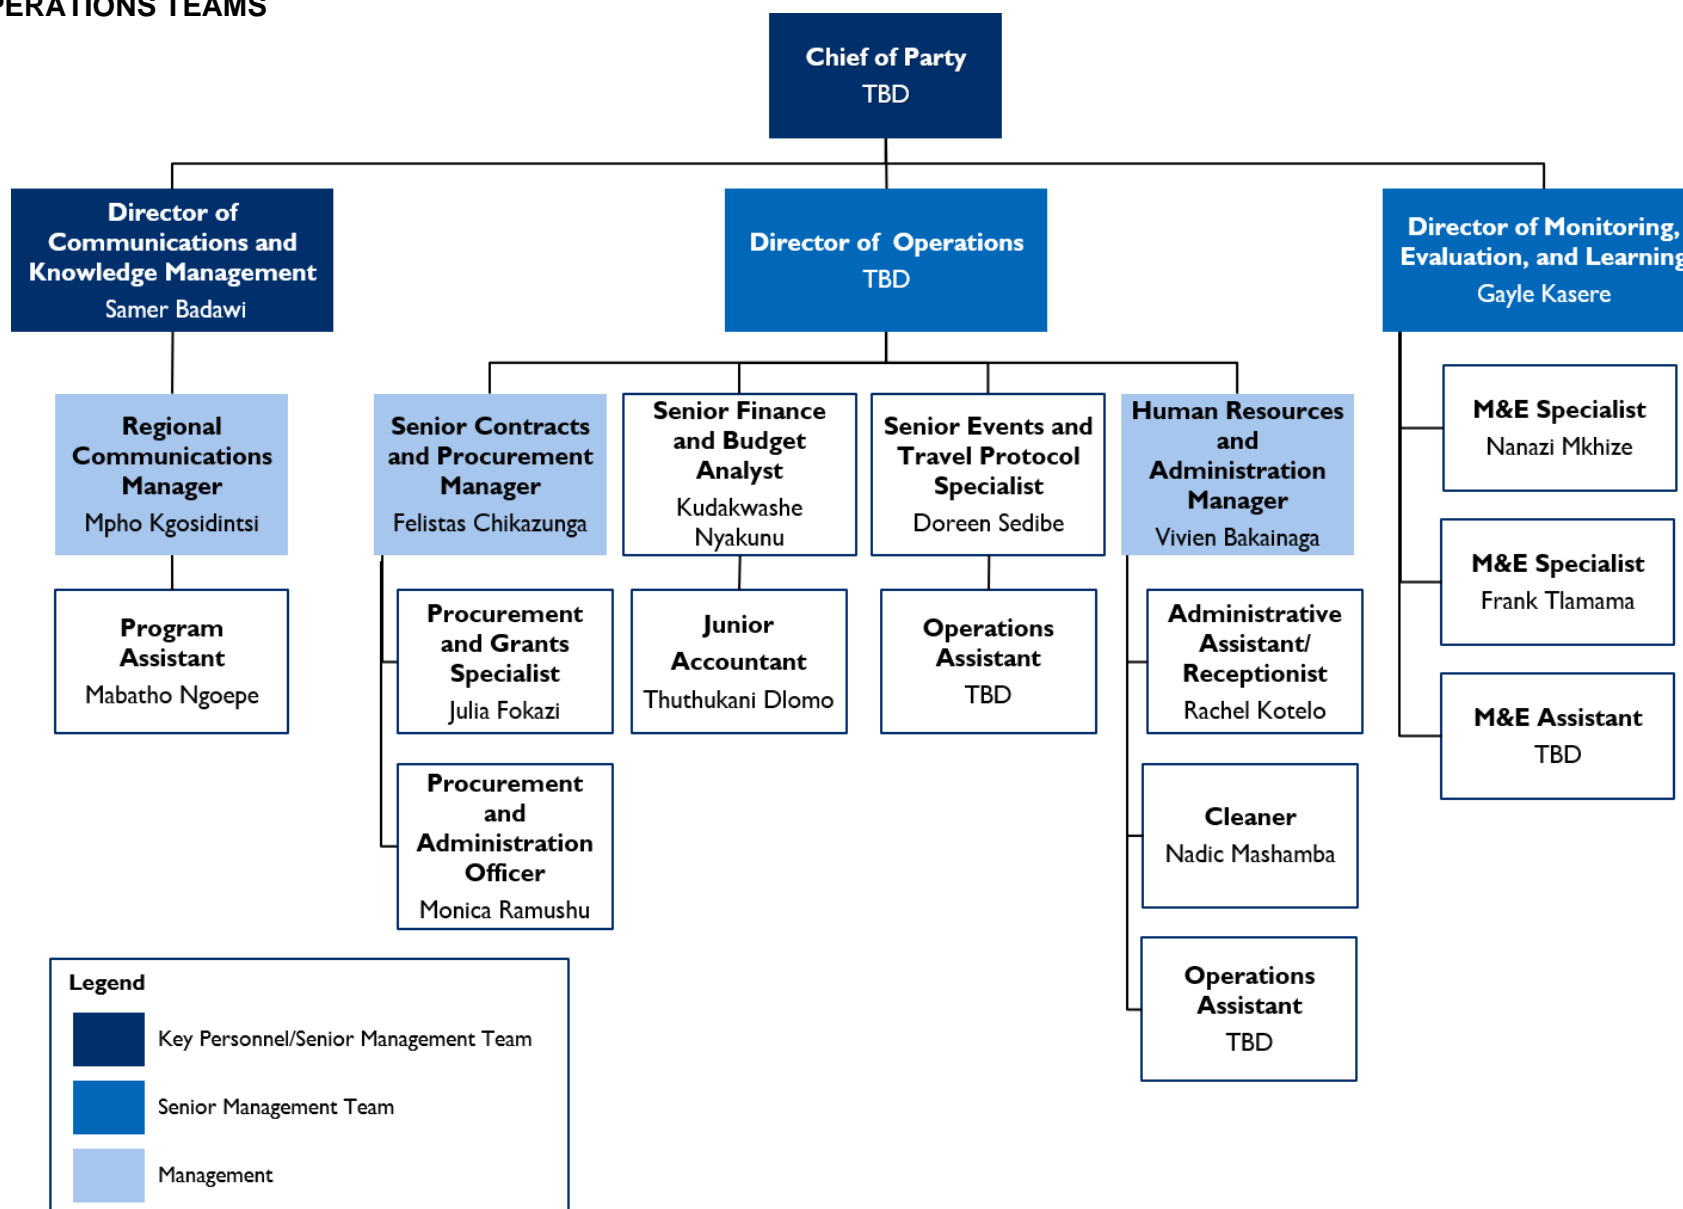 PERATIONS TEAMS
Chief of Party
TBD
Director of
Communications and
Knowledge Management
Samer Badawi
Director of Operations
TBD
Director of Monitoring,
Evaluation, and Learning
Gayle Kasere
Regional
Communications
Manager
Mpho Kgosidintsi
Senior Contracts
and Procurement
Manager
Felistas Chikazunga
Senior Finance
and Budget
Analyst
Kudakwashe
Nyakunu
Senior Events and
Travel Protocol
Specialist
Doreen Sedibe
Human Resources
and
Administration
Manager
Vivien Bakainaga
M&E Specialist
Nanazi Mkhize
M&E Specialist
Frank Tlamama
M&E Assistant
TBD
Program
Assistant
Mabatho Ngoepe
Procurement
and Grants
Specialist
Julia Fokazi
Junior
Accountant
Thuthukani Dlomo
Operations
Assistant
TBD
Administrative
Assistant/
Receptionist
Rachel Kotelo
Procurement
and
Administration
Officer
Monica Ramushu
Cleaner
Nadic Mashamba
Operations
Assistant
TBD
Legend
Key Personnel/Senior Management Team
Senior Management Team
Management